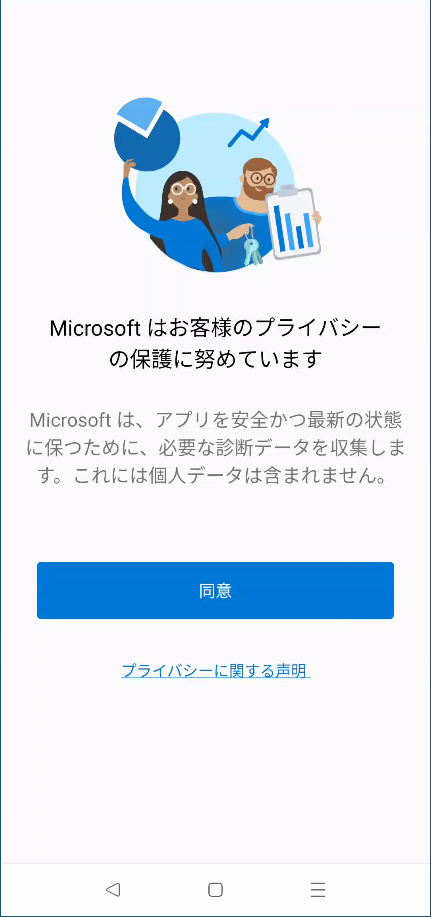 Microsoft はお客様のプライバシー
の保護に努めています
Microsoft は、アプリを安全かつ最新の状態
に保つために、必要な診断データを収集しま
す。これには個人データは含まれません。
同意
プライバシーに関する声明